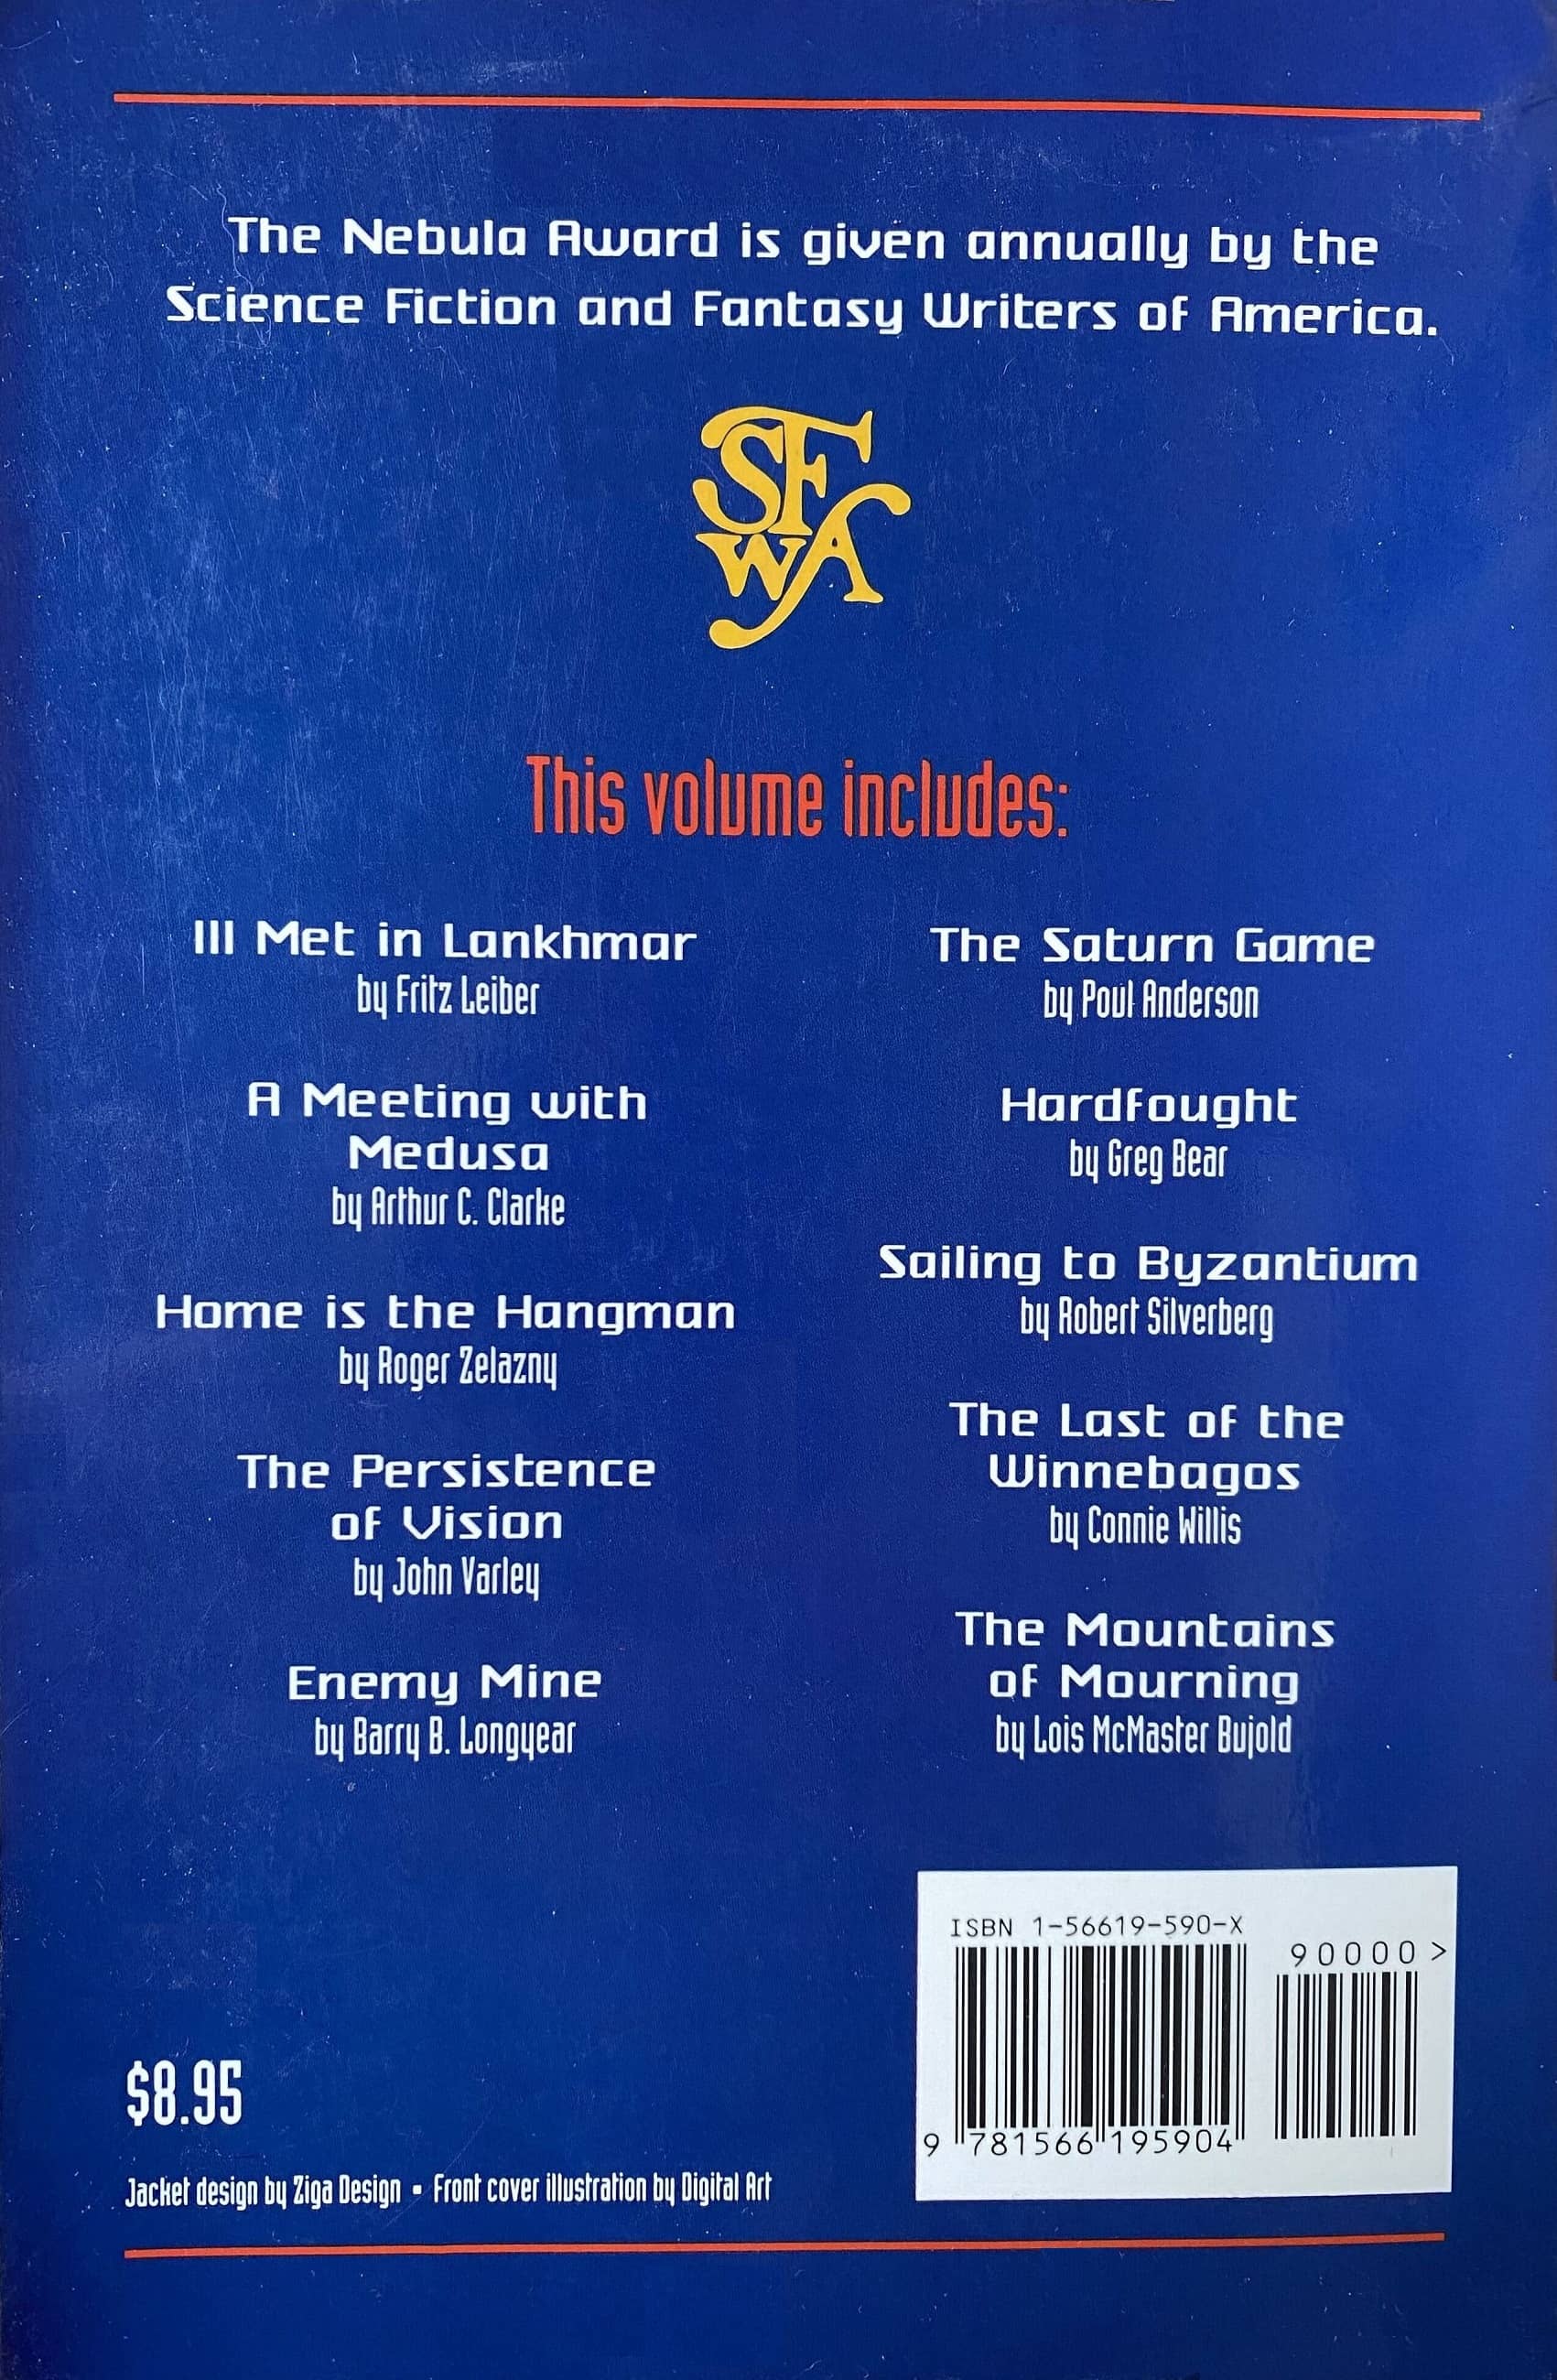 The Nebula Award is given annually by the
Science Fiction and Fantasy Writers of America.
SF
WA
This volume includes:
Ill Met in Lankhmar
by Fritz Leiber
A Meeting with
Medusa
by Arthur C. Clarke
Home is the Hangman
by Roger Zelazny
The Persistence
of Vision
by John Varley
Enemy Mine
by Barry B. Longyear
The Saturn Game
by Poul Anderson
Hardfought
by Greg Bear
Sailing to Byzantium
by Robert Silverberg
The Last of the
Winnebagos
by Connie Willis
The Mountains
of Mourning
by Lois McMaster Bujold
ISBN 1-56619-590-X
90000>
9 781566 195904
$8.95
Jacket design by Ziga Design ▪ Front cover illustration by Digital Art